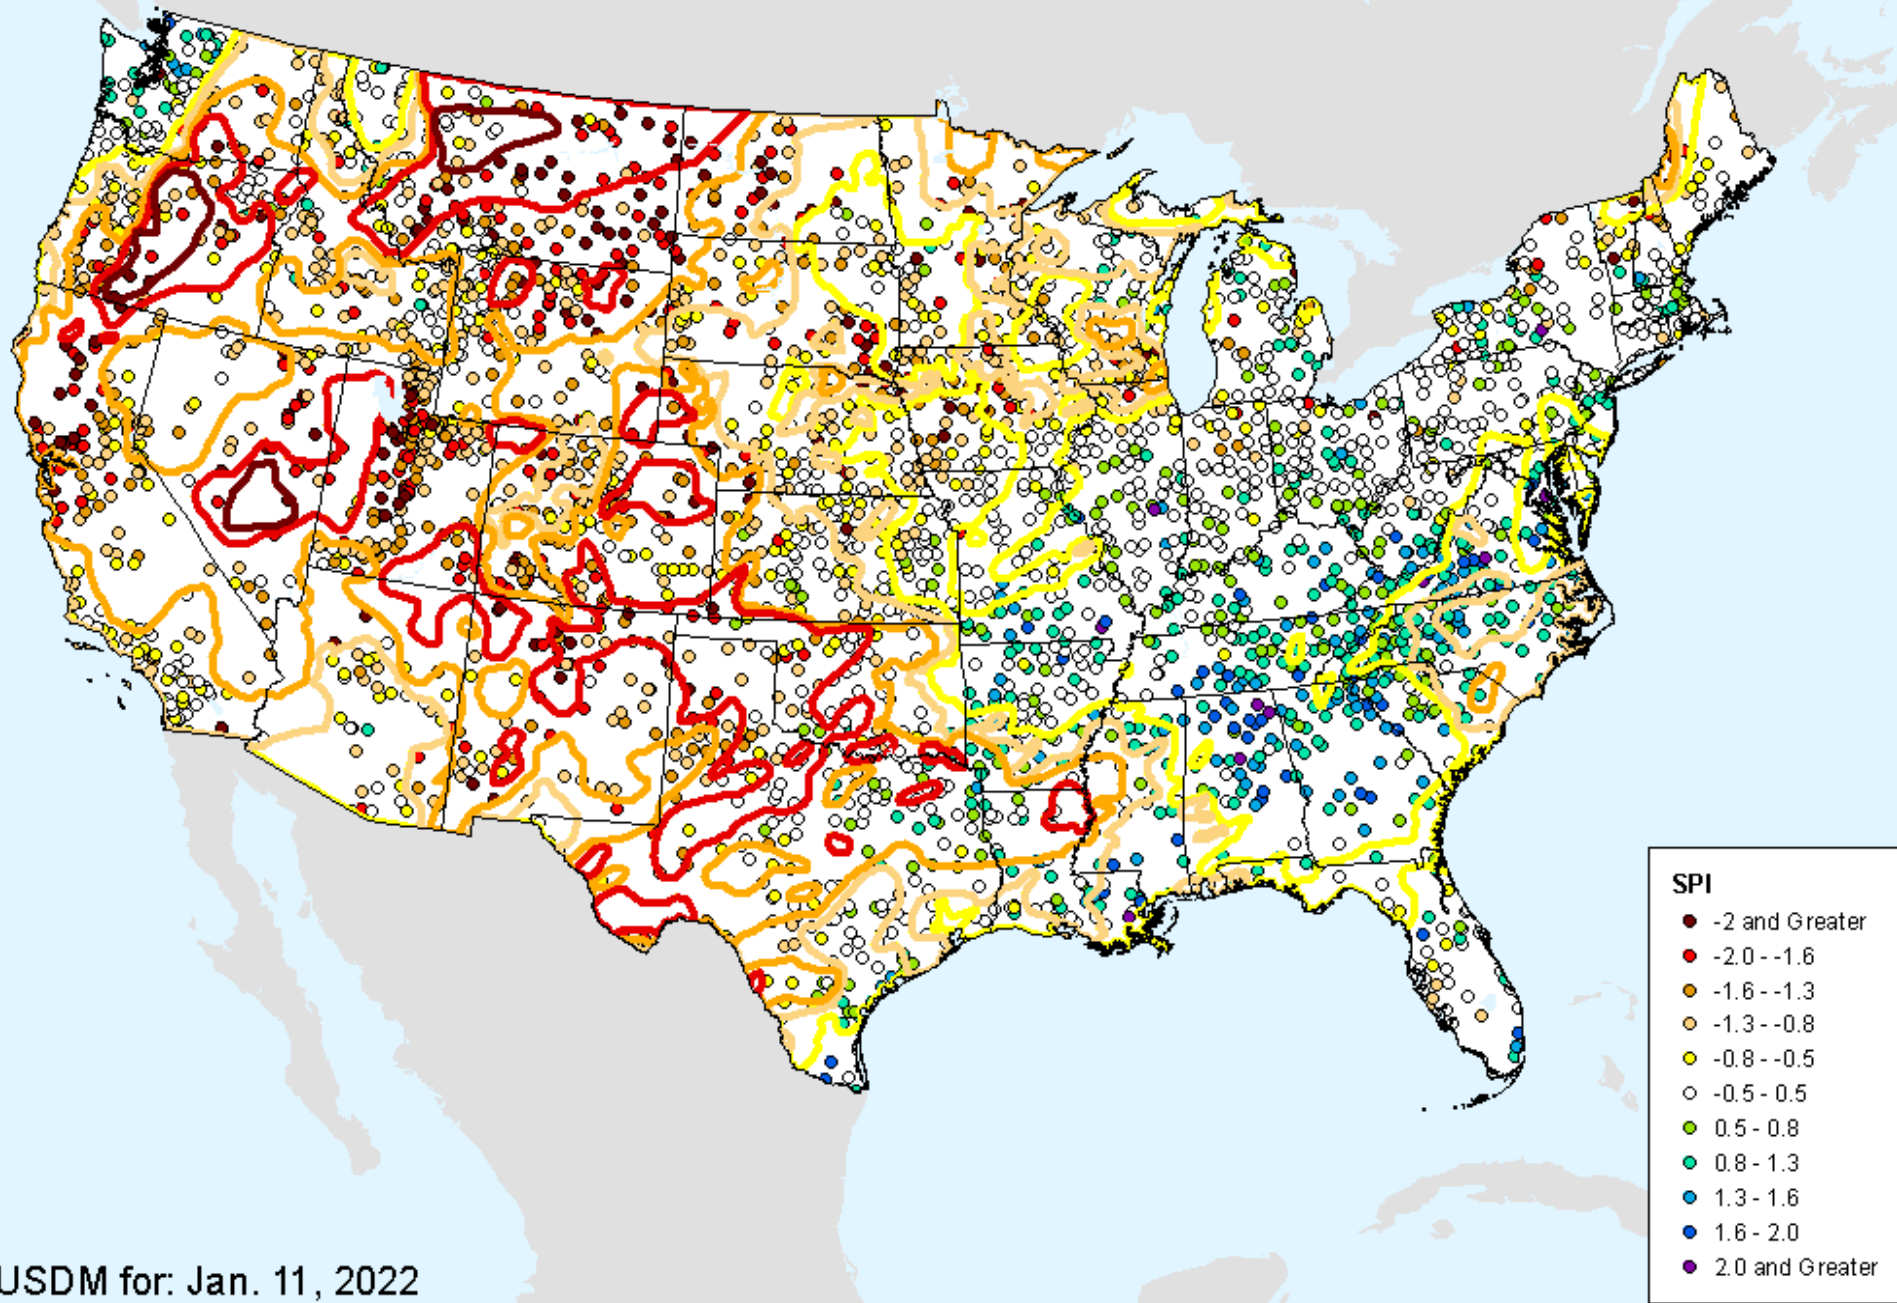 SPI
-2 and Greater
-2.0 - -1.6
-1.6 - -1.3
-1.3 - -0.8
-0.8 - -0.5
-0.5 - 0.5
0.5 - 0.8
0.8 - 1.3
1.3 - 1.6
1.6 - 2.0
2.0 and Greater
USDM for: Jan. 11, 2022